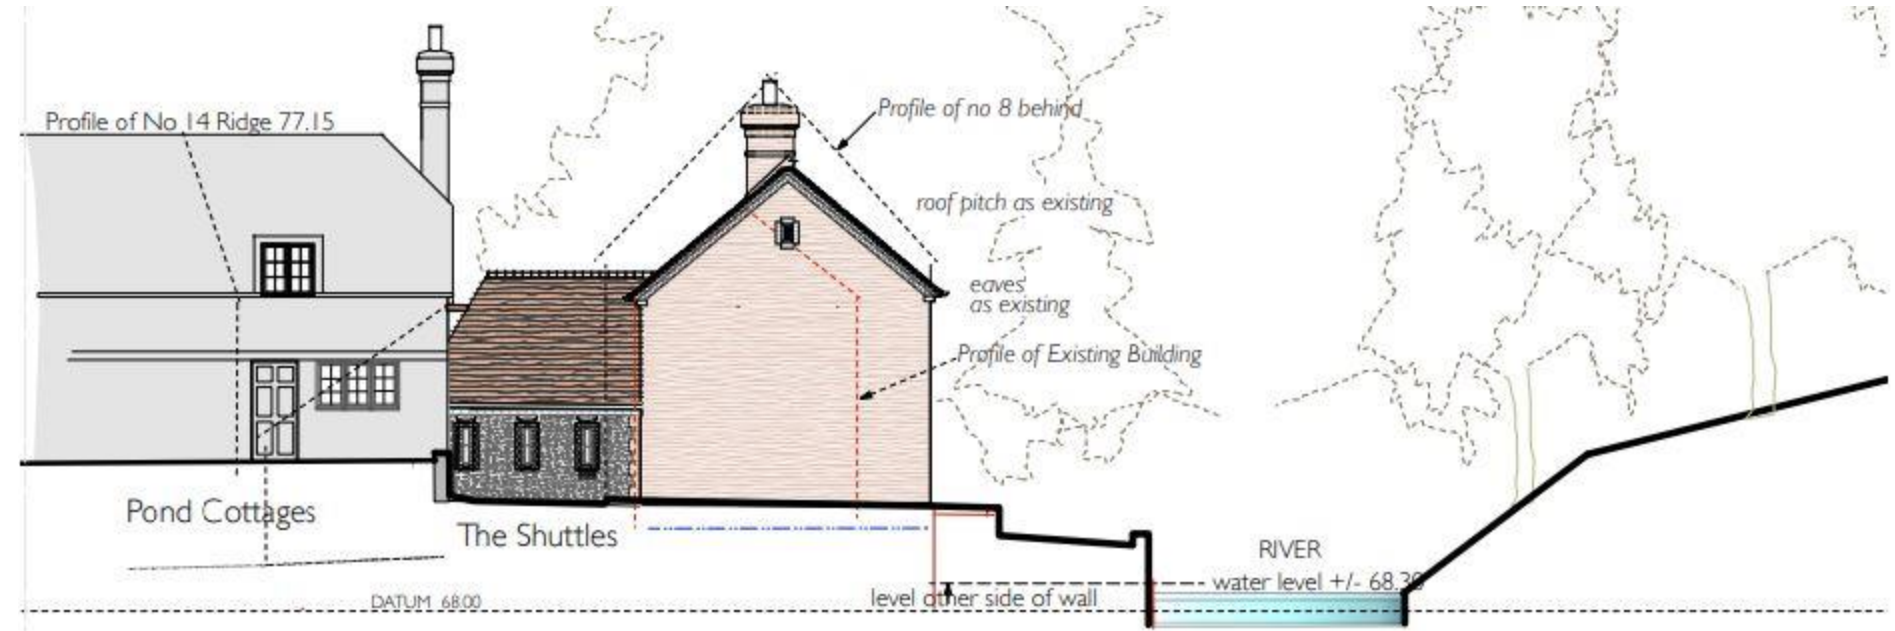 Profile of No 14 Ridge 77.15
Profile of no 8 behind
roof pitch as existing
eaves
as existing
Profile of Existing Building
Pond Cottages
The Shuttles
RIVER
water level +/- 68.30
level other side of wall
DATUM 68.00